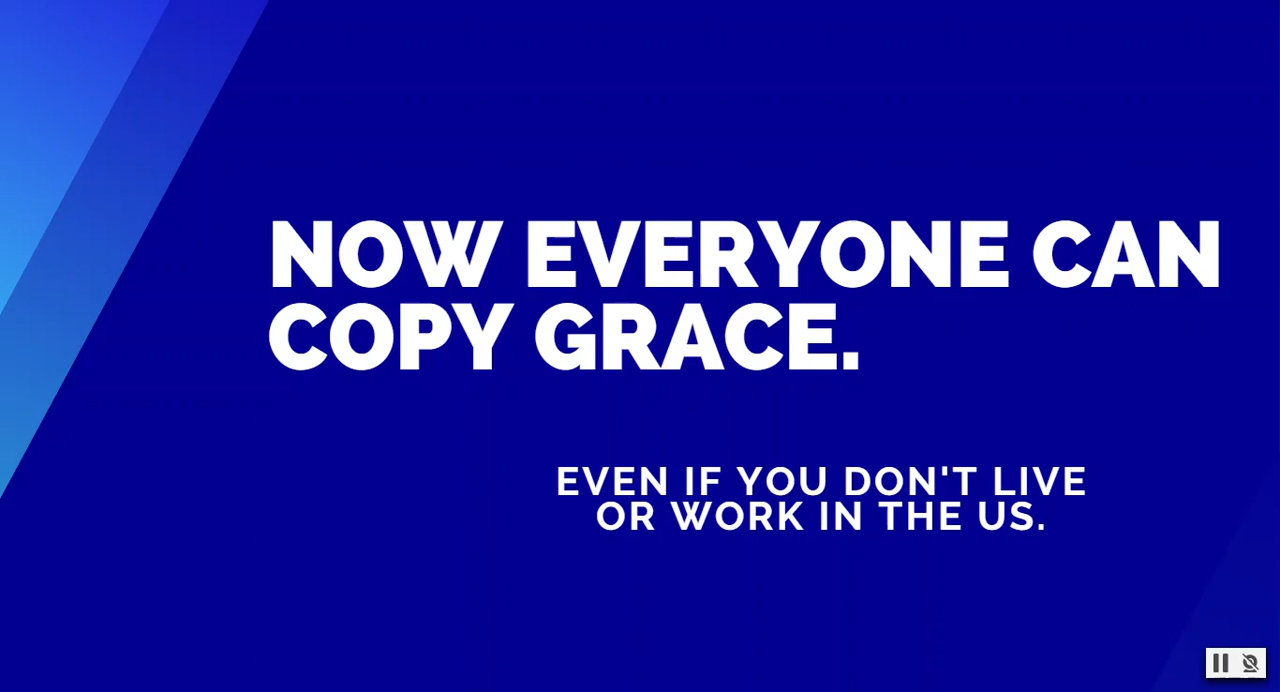 NOW EVERYONE CAN
COPY GRACE.
EVEN IF YOU DON'T LIVE
OR WORK IN THE US.